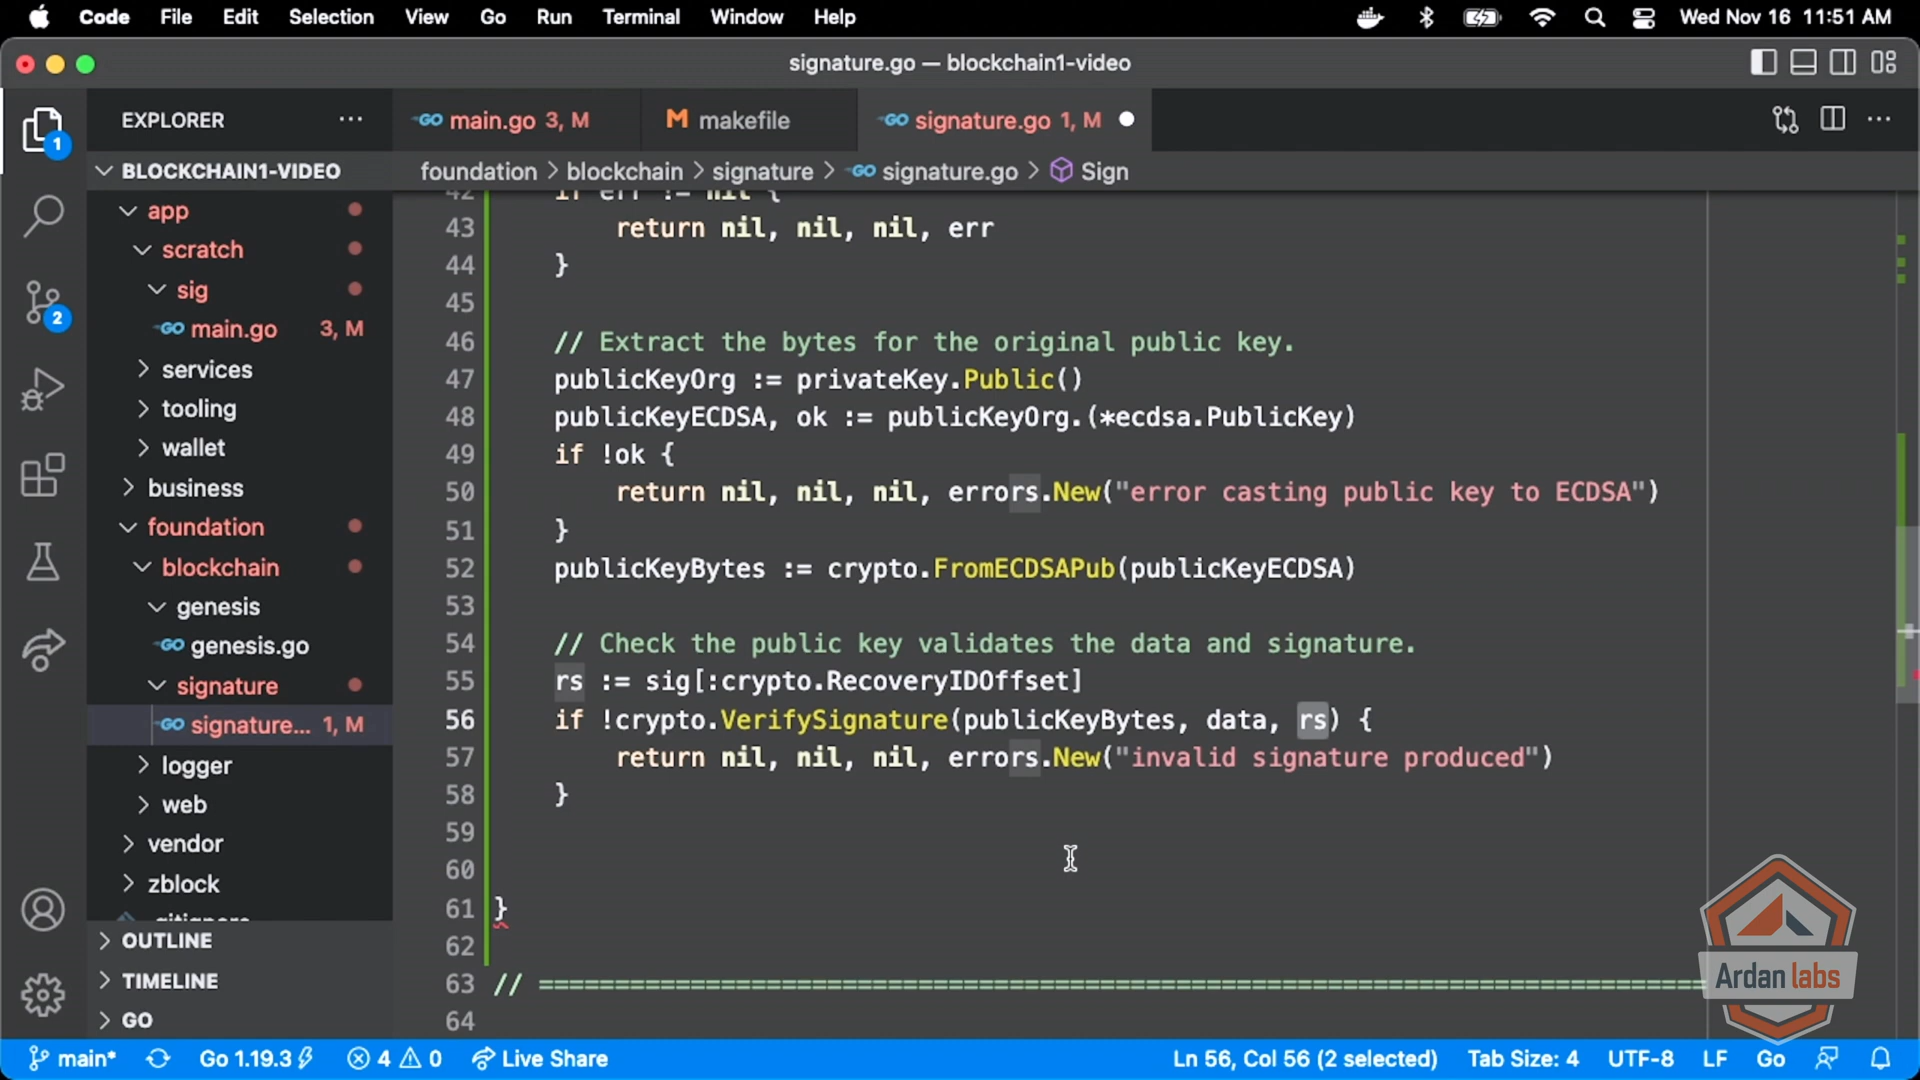 Code File Edit Selection View Go Run Terminal Window Help Wed Nov 16 11:51 AM
signature.go — blockchain1-video
EXPLORER ... main.go 3, M makefile signature.go 1, M
BLOCKCHAIN1-VIDEO
foundation > blockchain > signature > signature.go > Sign
app
scratch
sig
main.go 3, M
services
tooling
wallet
business
foundation
blockchain
genesis
genesis.go
signature
signature... 1, M
logger
web
vendor
zblock
.gitignore
OUTLINE
TIMELINE
GO
1
2
42 if err != nil {
43 return nil, nil, nil, err
44 }
45
46 // Extract the bytes for the original public key.
47 publicKeyOrg := privateKey.Public()
48 publicKeyECDSA, ok := publicKeyOrg.(*ecdsa.PublicKey)
49 if !ok {
50 return nil, nil, nil, errors.New("error casting public key to ECDSA")
51 }
52 publicKeyBytes := crypto.FromECDSAPub(publicKeyECDSA)
53
54 // Check the public key validates the data and signature.
55 rs := sig[:crypto.RecoveryIDOffset]
56 if !crypto.VerifySignature(publicKeyBytes, data, rs) {
57 return nil, nil, nil, errors.New("invalid signature produced")
58 }
59
60
61 }
62
63 // ==============================================================================
64
Ardan labs
main* Go 1.19.3 4 0 Live Share Ln 56, Col 56 (2 selected) Tab Size: 4 UTF-8 LF Go